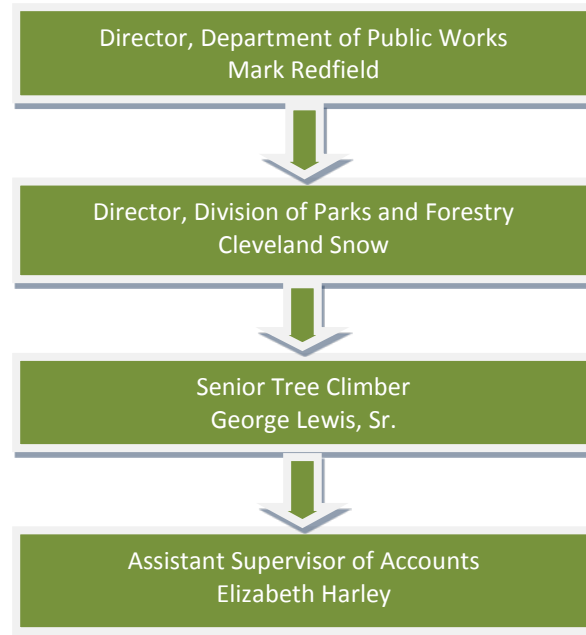 Director, Department of Public Works
Mark Redfield
Director, Division of Parks and Forestry
Cleveland Snow
Senior Tree Climber
George Lewis, Sr.
Assistant Supervisor of Accounts
Elizabeth Harley